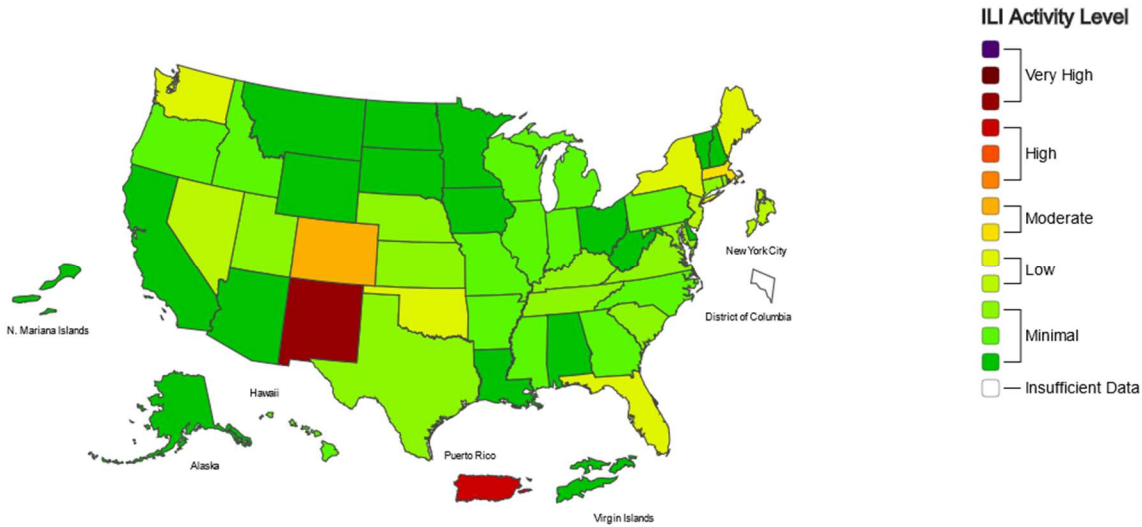 ILI Activity Level
Very High
High
Moderate
Low
Minimal
Insufficient Data
New York City
District of Columbia
N. Mariana Islands
Hawaii
Alaska
Puerto Rico
Virgin Islands